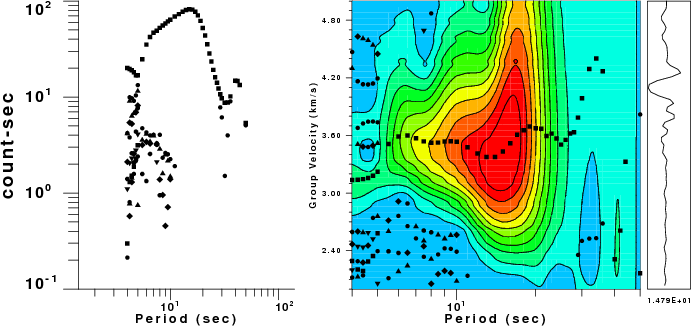 10²
10¹
10⁰
10⁻¹
count-sec
10¹
10²
Period (sec)
4.80
4.20
3.60
3.00
2.40
Group Velocity (km/s)
10¹
Period (sec)
1.479E+01